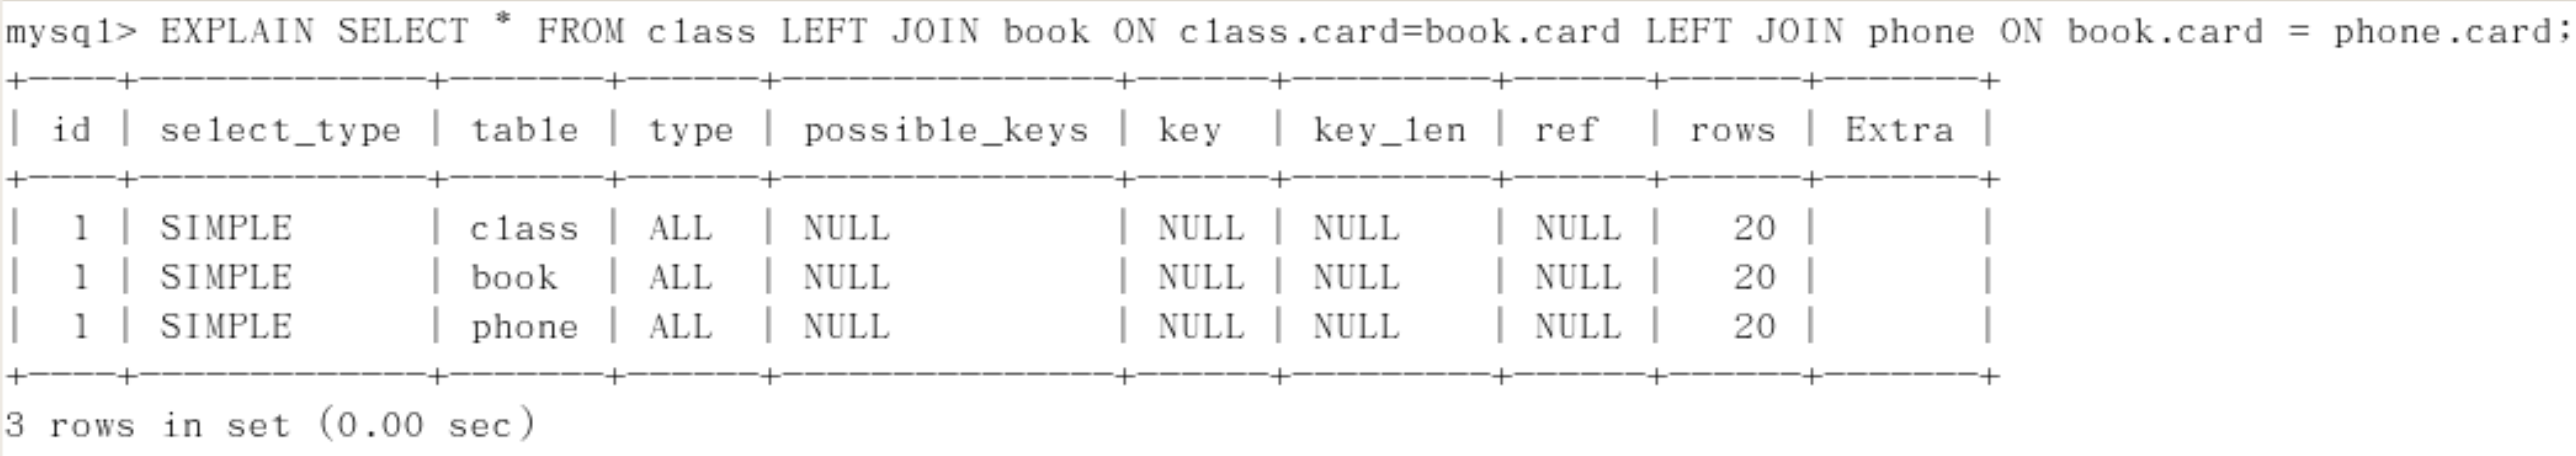 mysql> EXPLAIN SELECT * FROM class LEFT JOIN book ON class.card=book.card LEFT JOIN phone ON book.card = phone.card;
+----+-------------+-------+------+---------------+------+---------+------+------+-------+
| id | select_type | table | type | possible_keys | key  | key_len | ref  | rows | Extra |
+----+-------------+-------+------+---------------+------+---------+------+------+-------+
|  1 | SIMPLE      | class | ALL  | NULL          | NULL | NULL    | NULL |   20 |       |
|  1 | SIMPLE      | book  | ALL  | NULL          | NULL | NULL    | NULL |   20 |       |
|  1 | SIMPLE      | phone | ALL  | NULL          | NULL | NULL    | NULL |   20 |       |
+----+-------------+-------+------+---------------+------+---------+------+------+-------+
3 rows in set (0.00 sec)